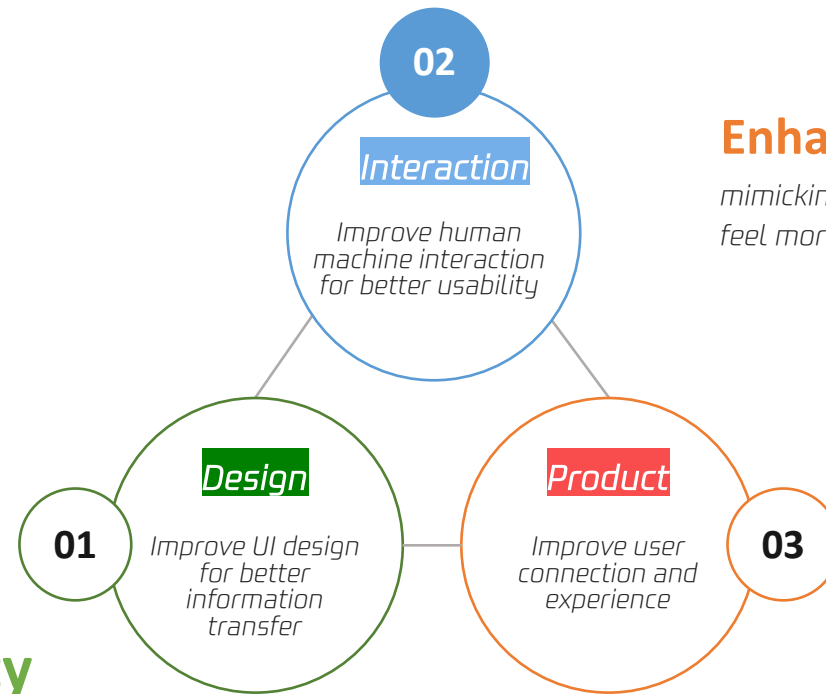 02
Interaction
Improve human
machine interaction
for better usability
Enha
mimickin
feel mor
01
Design
Improve UI design
for better
information
transfer
Product
Improve user
connection and
experience
03
y